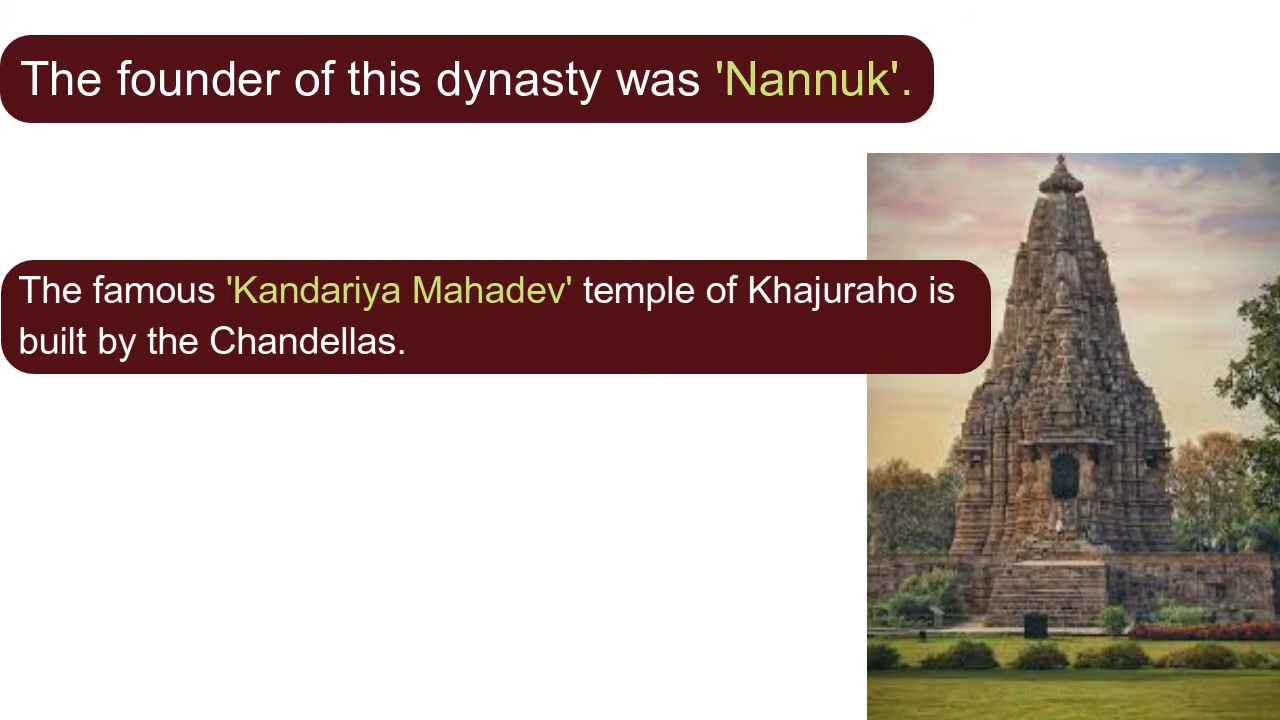 The founder of this dynasty was 'Nannuk'.
The famous 'Kandariya Mahadev' temple of Khajuraho is
built by the Chandellas.